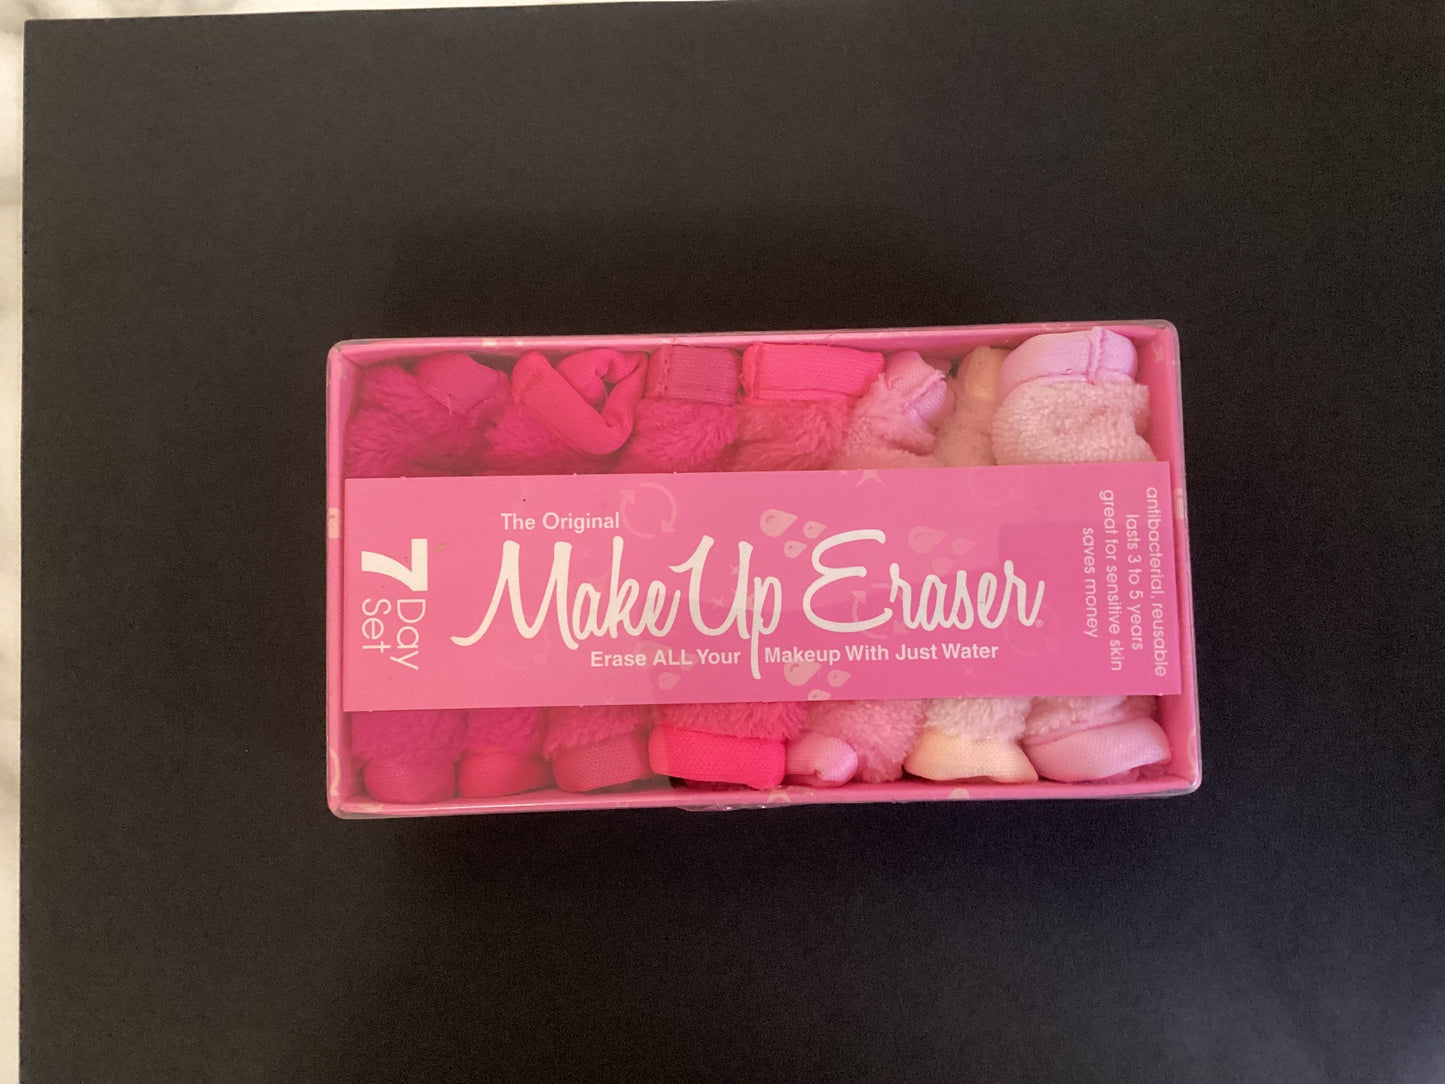 7
Day
Set
The Original
MakeUp Eraser®
Erase ALL Your Makeup With Just Water
antibacterial, reusable
lasts 3 to 5 years
great for sensitive skin
saves money